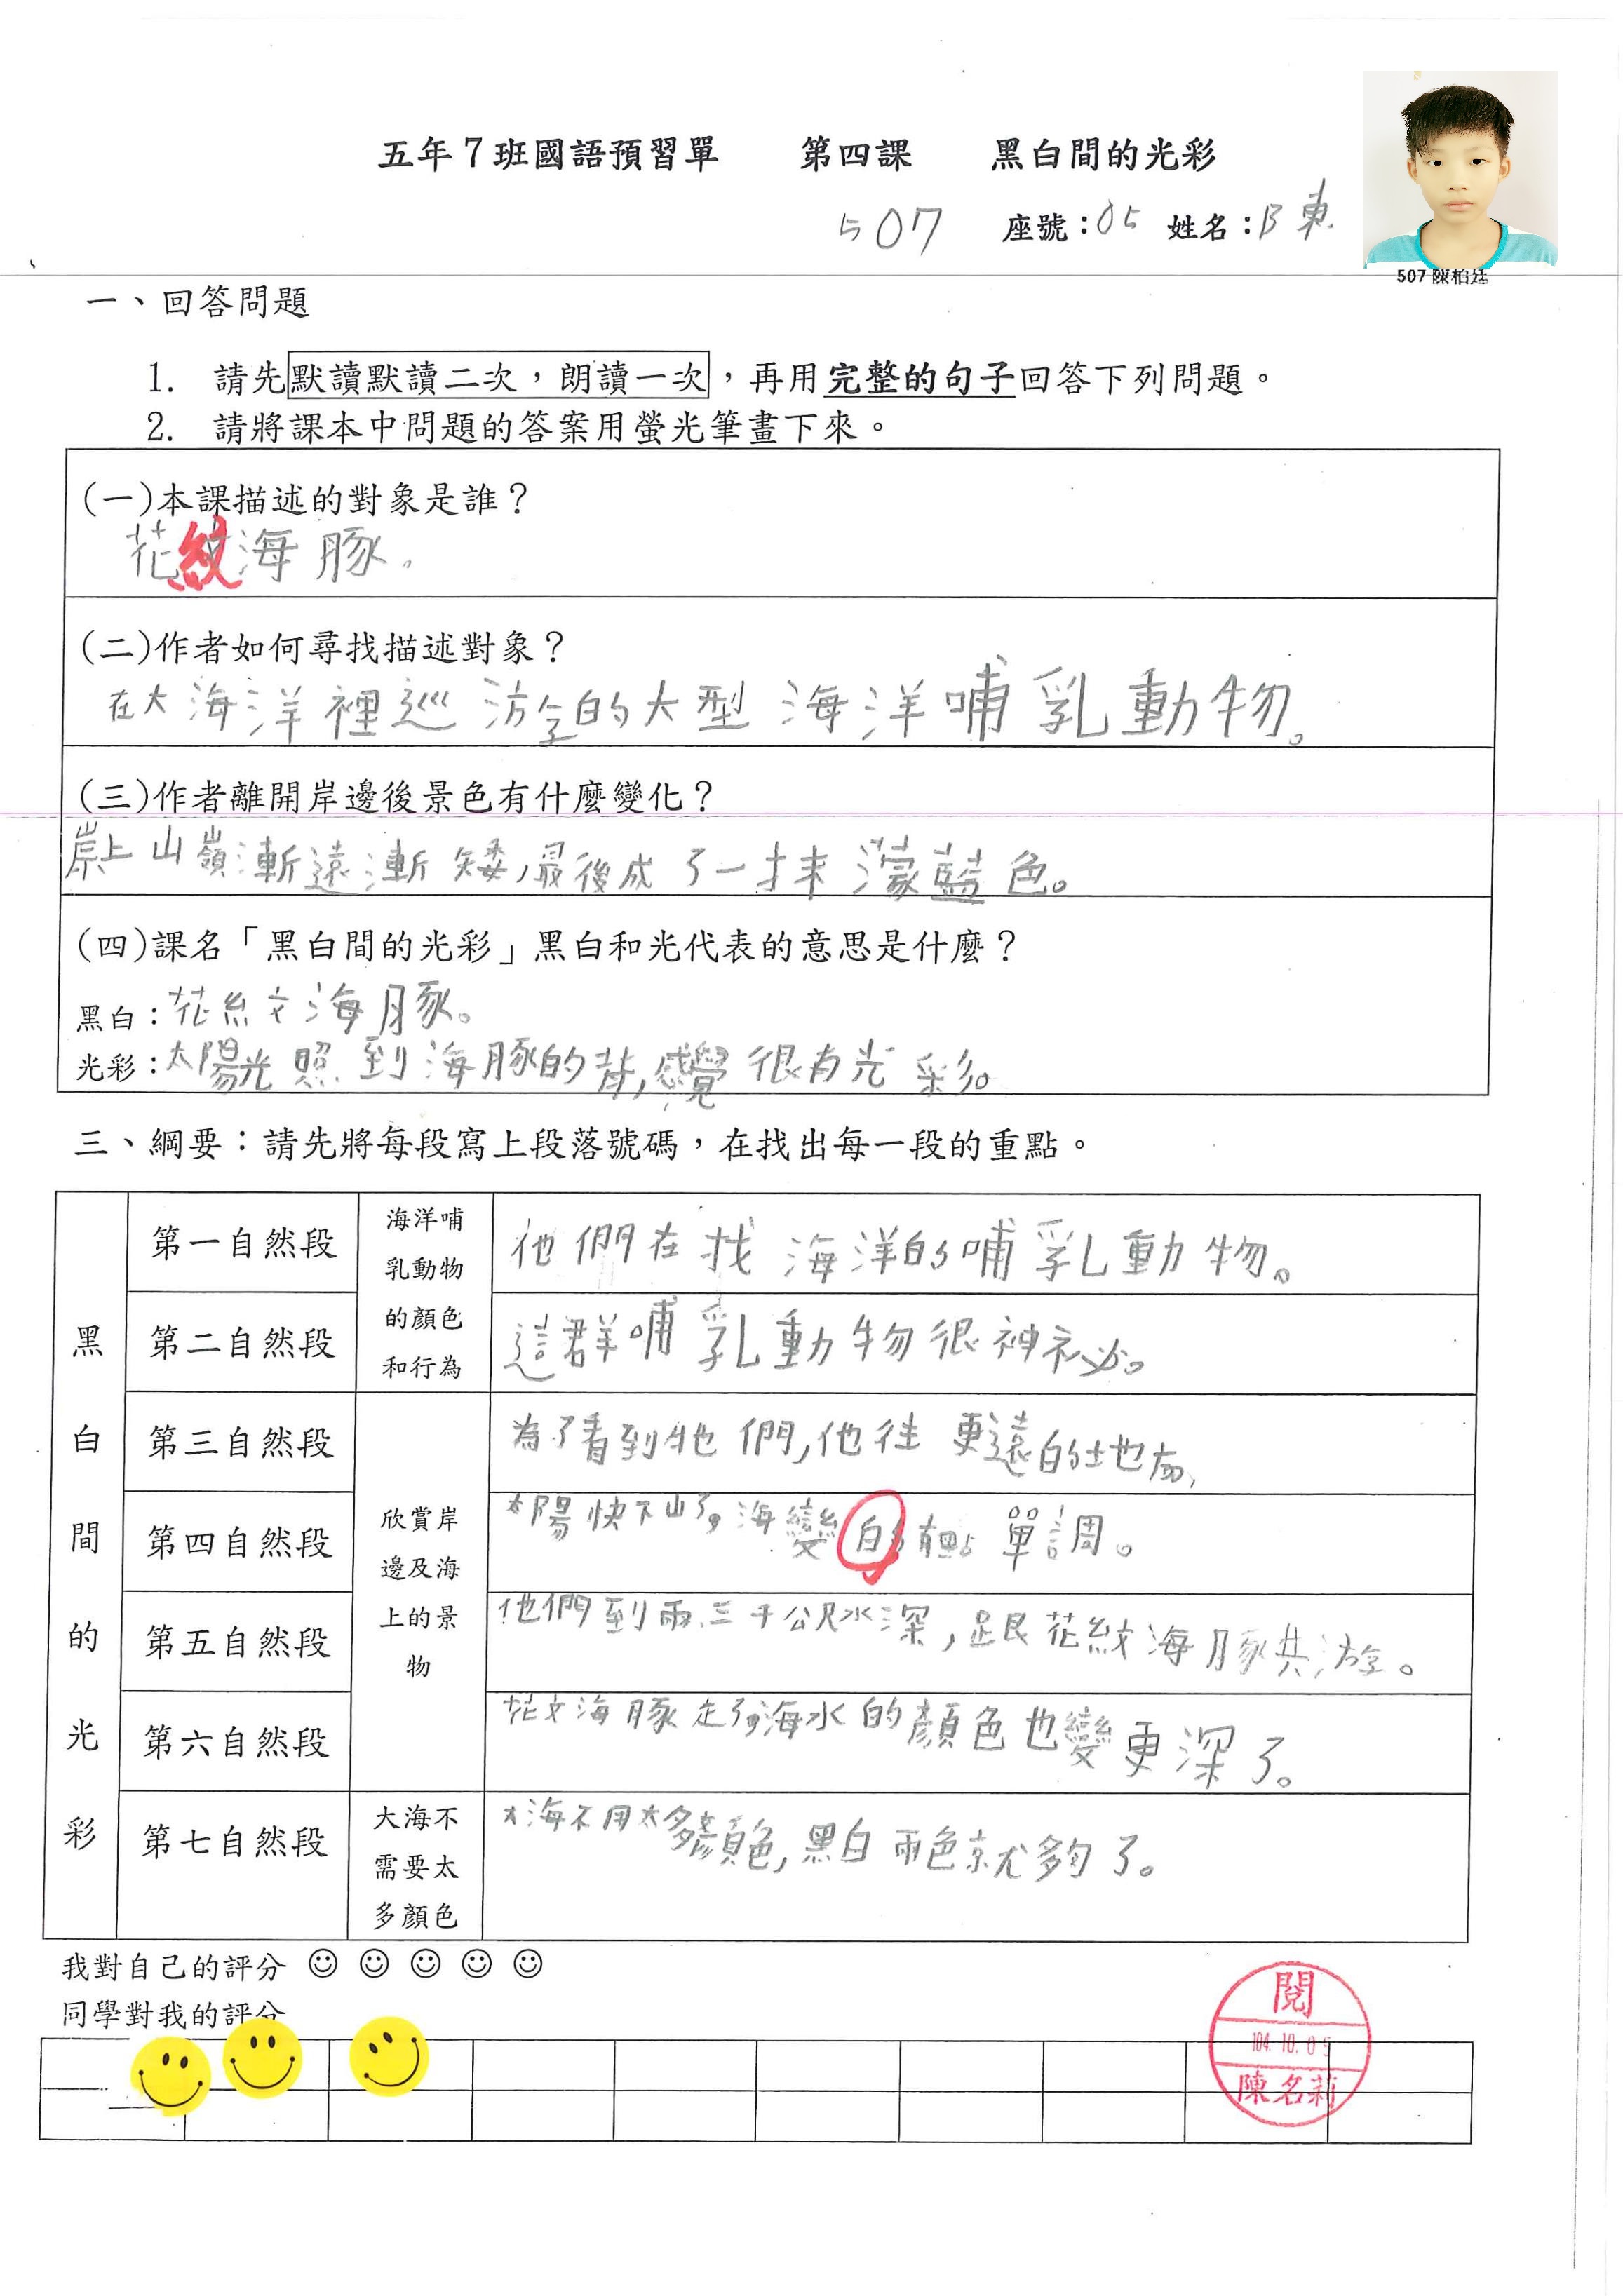 五年7班國語預習單 第四課 黑白間的光彩
507 座號:05 姓名:陳
507 陳柏廷
一、回答問題
1. 請先默讀默讀二次,朗讀一次,再用完整的句子回答下列問題。
2. 請將課本中問題的答案用螢光筆畫下來。
(一)本課描述的對象是誰?
花紋海豚。
(二)作者如何尋找描述對象?
在大海洋裡巡游的大型海洋哺乳動物。
(三)作者離開岸邊後景色有什麼變化?
岸上山嶺漸遠漸矮,最後成了一抹濛藍色。
(四)課名「黑白間的光彩」黑白和光代表的意思是什麼?
黑白:花紋海豚。
光彩:太陽光照到海豚的背,感覺很有光彩。
三、綱要:請先將每段寫上段落號碼,在找出每一段的重點。
黑白間的光彩
第一自然段
海洋哺乳動物的顏色和行為
他們在找海洋的哺乳動物。
第二自然段
這群哺乳動物很神祕。
第三自然段
欣賞岸邊及海上的景物
為了看到牠們,他往更遠的地方,
第四自然段
太陽快下山了,海變的有點單調。
第五自然段
他們到兩、三千公尺水深,跟花紋海豚共游。
第六自然段
花文海豚走了,海水的顏色也變更深了。
第七自然段
大海不需要太多顏色
大海不用太多顏色,黑白兩色就夠了。
我對自己的評分 ☺ ☺ ☺ ☺ ☺
同學對我的評分
閱
104.10.05
陳名莉